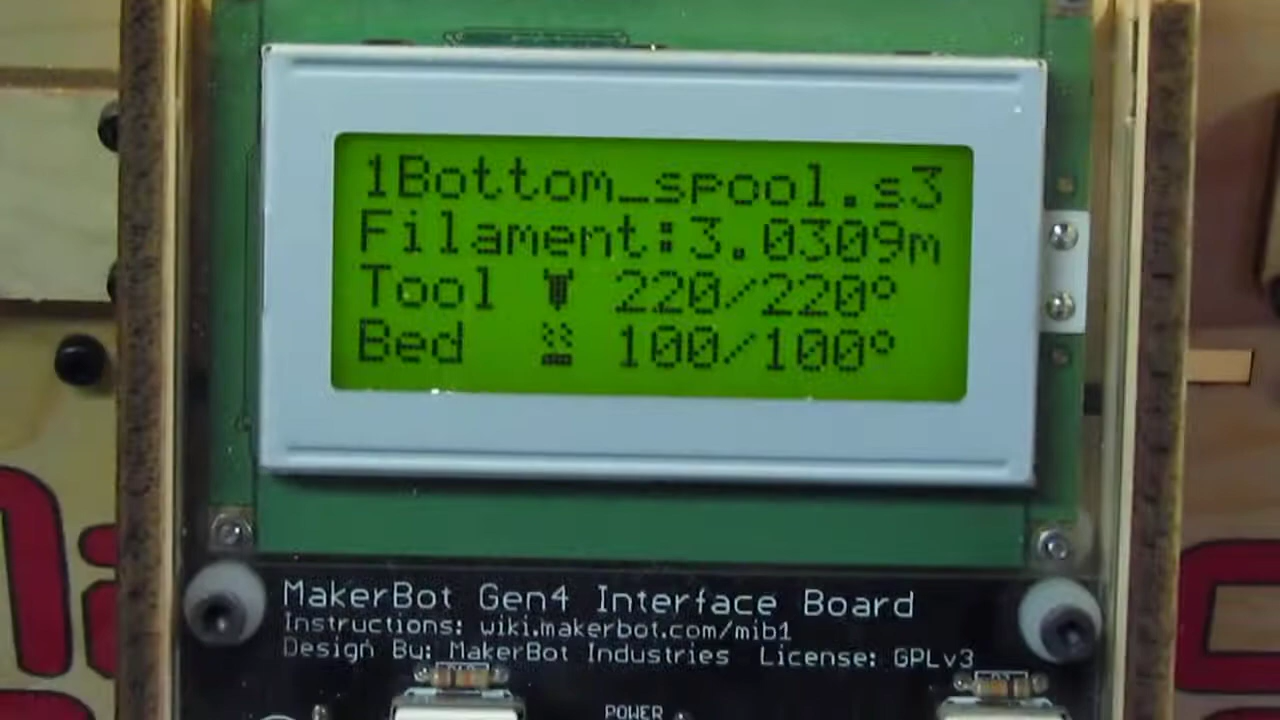 1Bottom_spool.s3
Filament:3.0309m
Tool 220/220°
Bed 100/100°
MakerBot Gen4 Interface Board
Instructions: wiki.makerbot.com/mib1
Design By: MakerBot Industries License: GPLv3
POWER